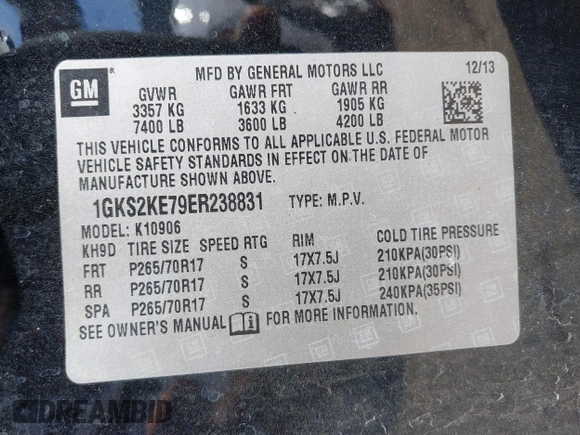 GM
MFD BY GENERAL MOTORS LLC 12/13
GVWR GAWR FRT GAWR RR
3357 KG 1633 KG 1905 KG
7400 LB 3600 LB 4200 LB
THIS VEHICLE CONFORMS TO ALL APPLICABLE U.S. FEDERAL MOTOR
VEHICLE SAFETY STANDARDS IN EFFECT ON THE DATE OF
MANUFACTURE SHOWN ABOVE.
1GKS2KE79ER238831 TYPE: M.P.V.
MODEL: K10906
KH9D TIRE SIZE SPEED RTG RIM COLD TIRE PRESSURE
FRT P265/70R17 S 17X7.5J 210KPA(30PSI)
RR P265/70R17 S 17X7.5J 210KPA(30PSI)
SPA P265/70R17 S 17X7.5J 240KPA(35PSI)
SEE OWNER'S MANUAL FOR MORE INFORMATION.
DREAMBID